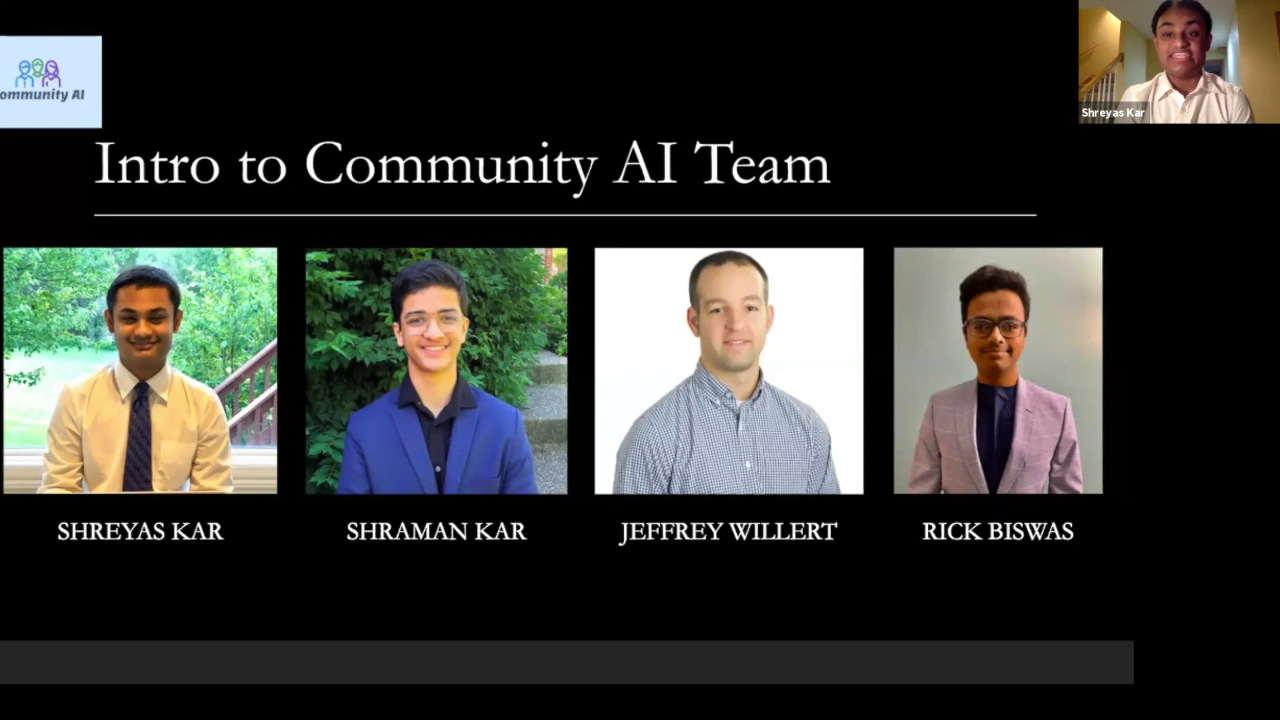 ommunity AI
Shreyas Kar
Intro to Community AI Team
SHREYAS KAR
SHRAMAN KAR
JEFFREY WILLERT
RICK BISWAS